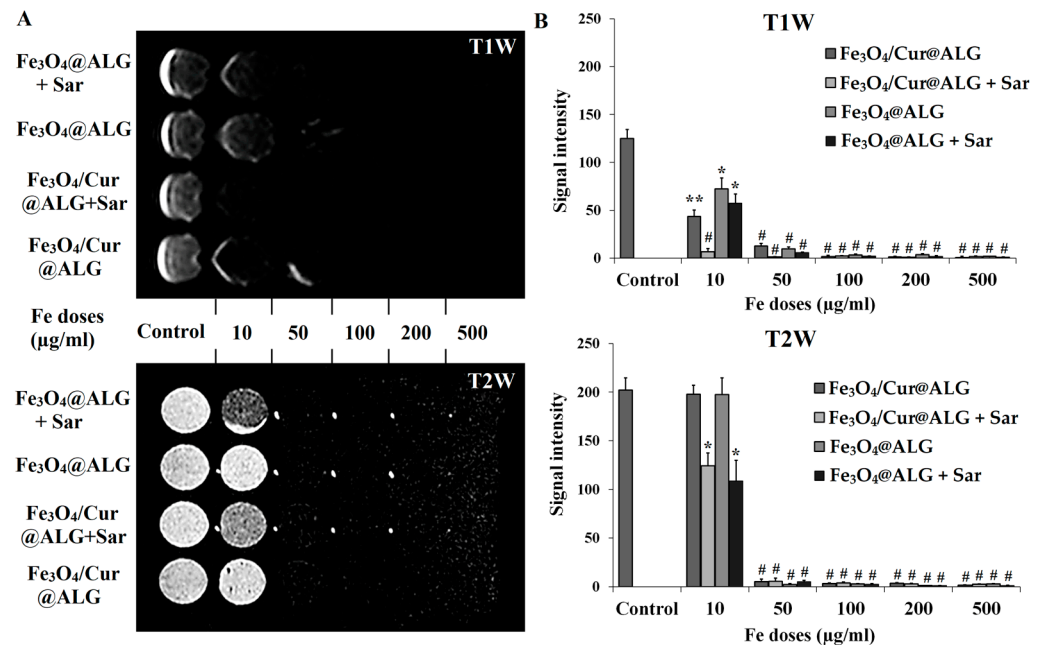 A
T1W
Fe₃O₄@ALG
+ Sar
Fe₃O₄@ALG
Fe₃O₄/Cur
@ALG+Sar
Fe₃O₄/Cur
@ALG
Fe doses
(µg/ml)
Control 10 50 100 200 500
T2W
Fe₃O₄@ALG
+ Sar
Fe₃O₄@ALG
Fe₃O₄/Cur
@ALG+Sar
Fe₃O₄/Cur
@ALG
B
T1W
Signal intensity
250
200
150
100
50
0
Fe₃O₄/Cur@ALG
Fe₃O₄/Cur@ALG + Sar
Fe₃O₄@ALG
Fe₃O₄@ALG + Sar
** # * *
# # # #
# # # #
# # # #
# # # #
Control 10 50 100 200 500
Fe doses (µg/ml)
T2W
Signal intensity
250
200
150
100
50
0
Fe₃O₄/Cur@ALG
Fe₃O₄/Cur@ALG + Sar
Fe₃O₄@ALG
Fe₃O₄@ALG + Sar
* *
# # # #
# # # #
# # # #
# # # #
Control 10 50 100 200 500
Fe doses (µg/ml)